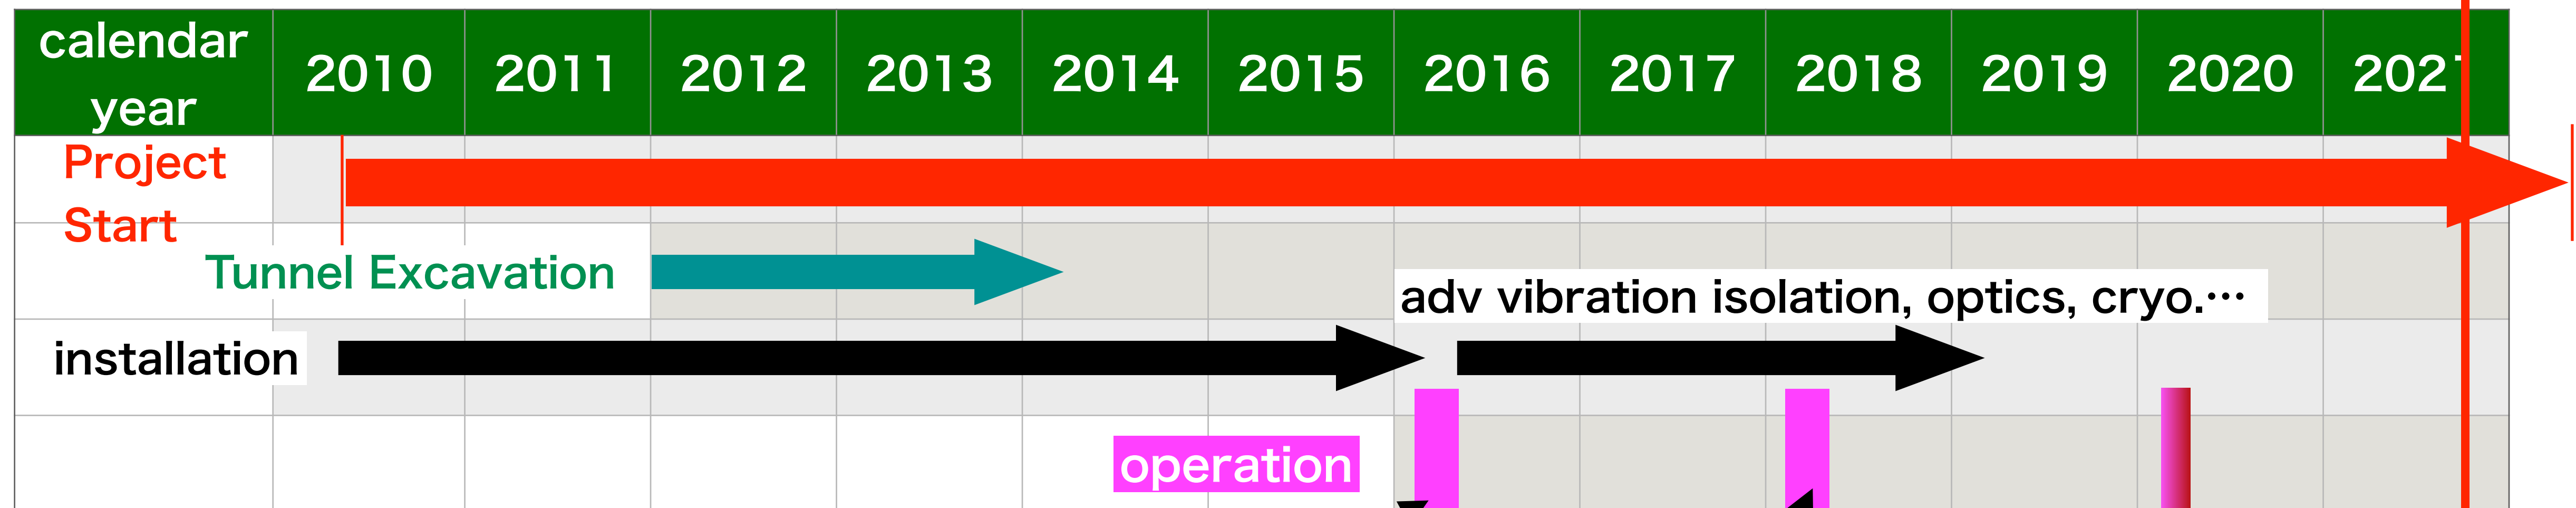 calendar
year
2010 2011 2012 2013 2014 2015 2016 2017 2018 2019 2020 2021
Project
Start
Tunnel Excavation
adv vibration isolation, optics, cryo.…
installation
operation